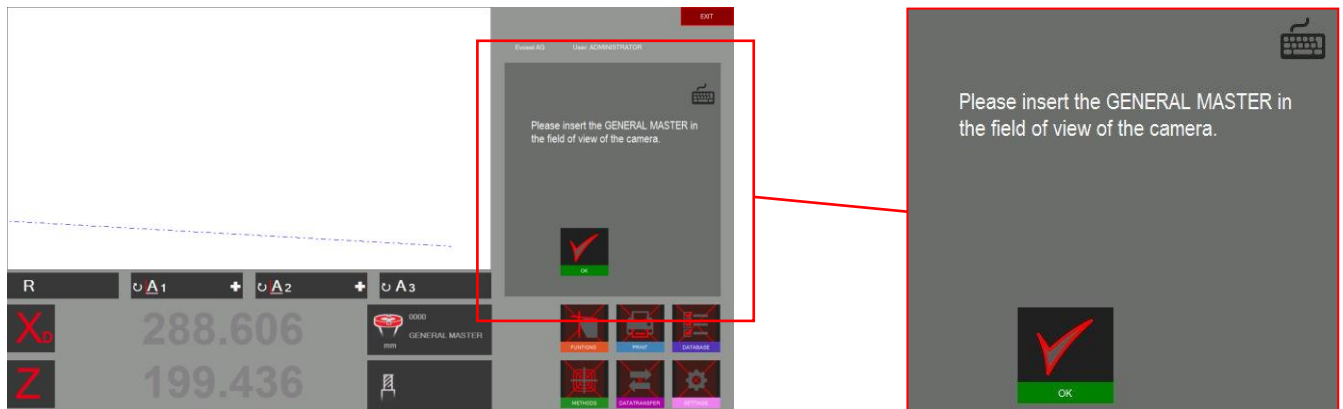 EXIT
Evoset AG User: ADMINISTRATOR
Please insert the GENERAL MASTER in
the field of view of the camera.
OK
R A1 A2 A3
XD 288.606
0000
GENERAL MASTER
mm
Z 199.436
FUNTIONS PRINT DATABASE
METHODS DATATRANSFER SETTINGS
Please insert the GENERAL MASTER in
the field of view of the camera.
OK